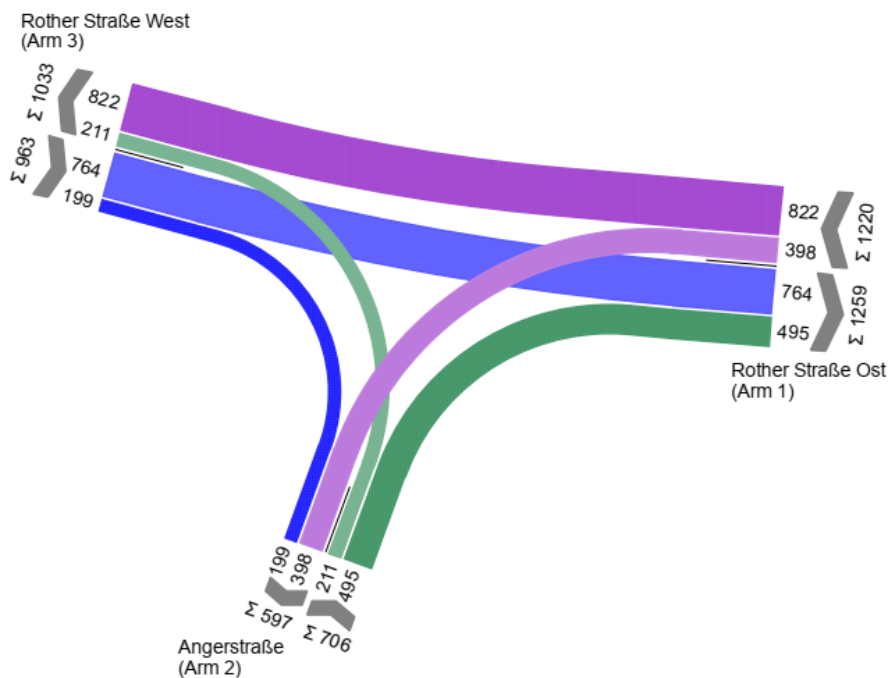 Rother Straße West
(Arm 3)
Σ 1033
822
211
Σ 963
764
199
822
398
Σ 1220
764
495
Σ 1259
Rother Straße Ost
(Arm 1)
199
398
211
495
Σ 597
Σ 706
Angerstraße
(Arm 2)